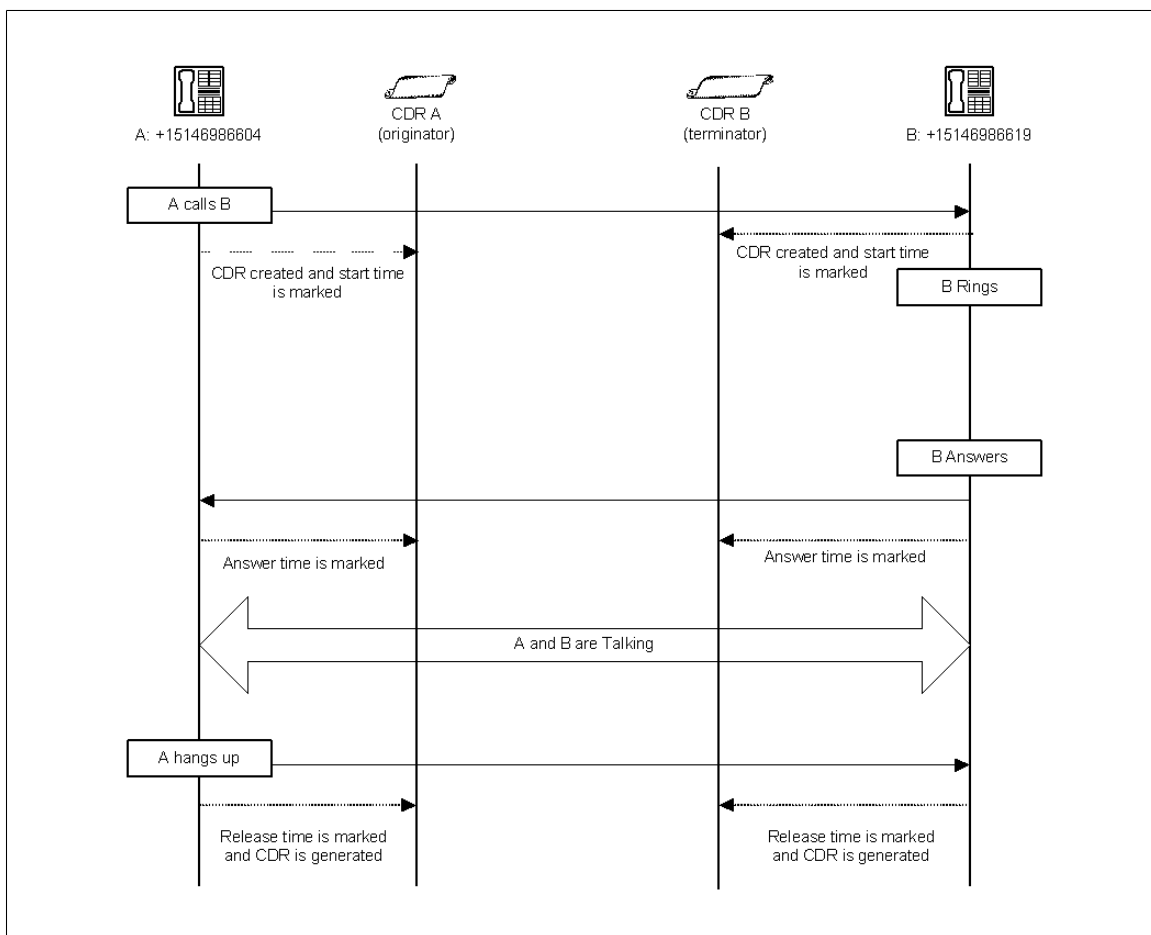 A: +15146986604
CDR A
(originator)
CDR B
(terminator)
B: +15146986619
A calls B
CDR created and start time
is marked
CDR created and start time
is marked
B Rings
B Answers
Answer time is marked
Answer time is marked
A and B are Talking
A hangs up
Release time is marked
and CDR is generated
Release time is marked
and CDR is generated